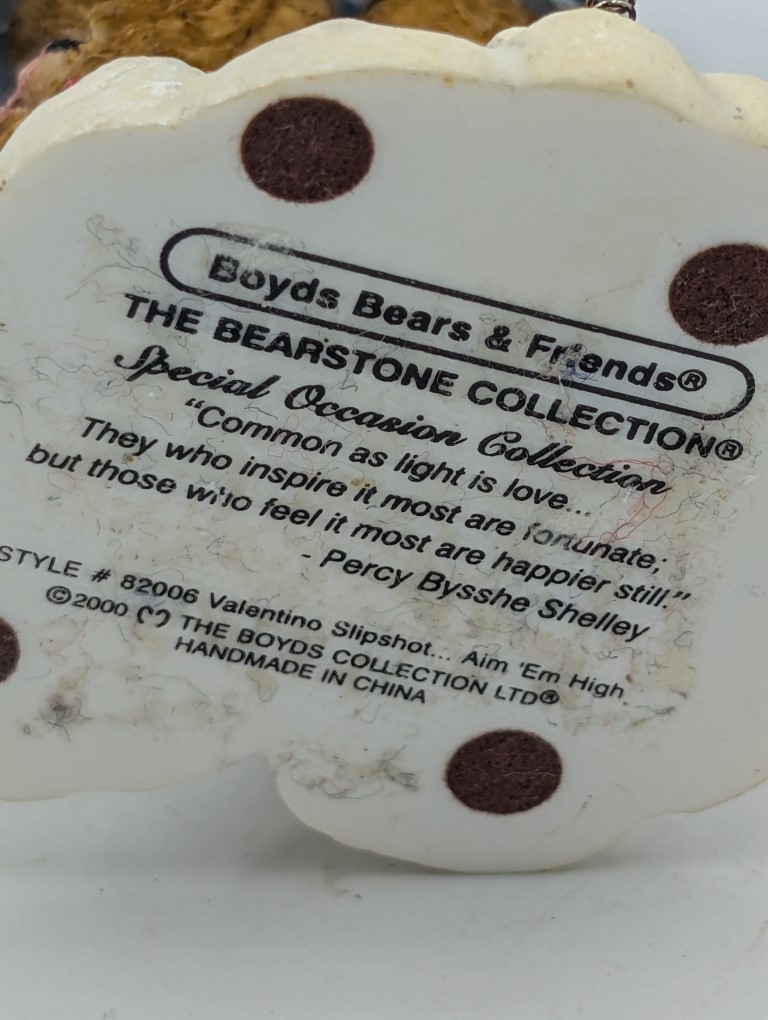 Boyds Bears & Friends®
THE BEARSTONE COLLECTION®
Special Occasion Collection
“Common as light is love...
They who inspire it most are fortunate;
but those who feel it most are happier still.”
- Percy Bysshe Shelley
STYLE # 82006 Valentino Slipshot... Aim 'Em High
©2000 THE BOYDS COLLECTION LTD®
HANDMADE IN CHINA